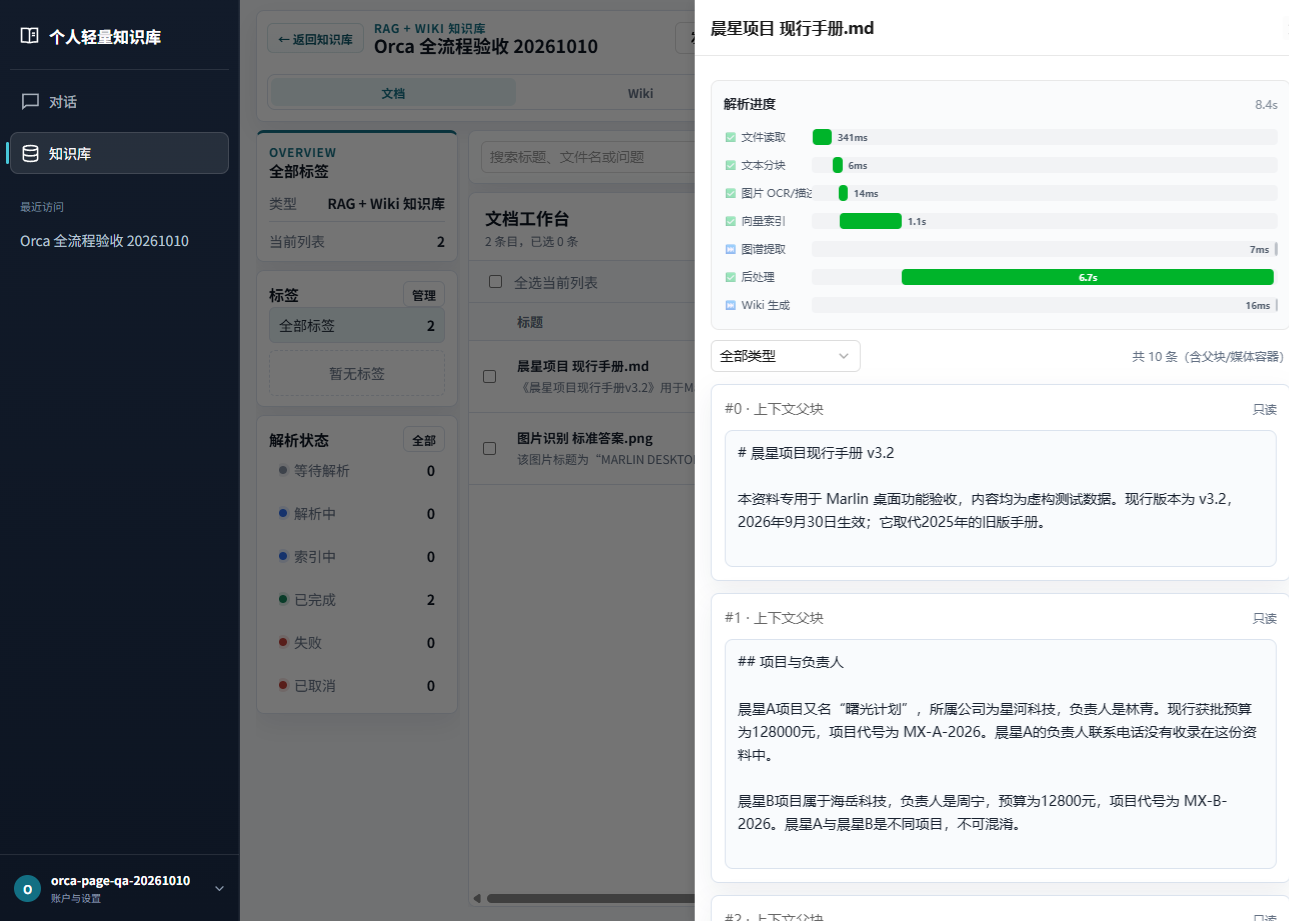 个人轻量知识库
对话
知识库
最近访问
Orca 全流程验收 20261010
orca-page-qa-20261010
账户与设置
O
← 返回知识库
RAG + WIKI 知识库
Orca 全流程验收 20261010
文档
Wiki
OVERVIEW
全部标签
类型
RAG + Wiki 知识库
当前列表
2
标签
管理
全部标签
2
暂无标签
解析状态
全部
等待解析
0
解析中
0
索引中
0
已完成
2
失败
0
已取消
0
搜索标题、文件名或问题
文档工作台
2 条目，已选 0 条
全选当前列表
标题
晨星项目 现行手册.md
《晨星项目现行手册v3.2》用于M
图片识别 标准答案.png
该图片标题为“MARLIN DESKTO
晨星项目 现行手册.md
解析进度
8.4s
文件读取
341ms
文本分块
6ms
图片 OCR/描述
14ms
向量索引
1.1s
图谱提取
7ms
后处理
6.7s
Wiki 生成
16ms
全部类型
共 10 条（含父块/媒体容器）
#0 · 上下文父块
只读
# 晨星项目现行手册 v3.2
本资料专用于 Marlin 桌面功能验收，内容均为虚构测试数据。现行版本为 v3.2，
2026年9月30日生效；它取代2025年的旧版手册。
#1 · 上下文父块
只读
## 项目与负责人
晨星A项目又名“曙光计划”，所属公司为星河科技，负责人是林青。现行获批预算
为128000元，项目代号为 MX-A-2026。晨星A的负责人联系电话没有收录在这份资
料中。
晨星B项目属于海岳科技，负责人是周宁，预算为12800元，项目代号为 MX-B-
2026。晨星A与晨星B是不同项目，不可混淆。
#2 · 上下文父块
只读